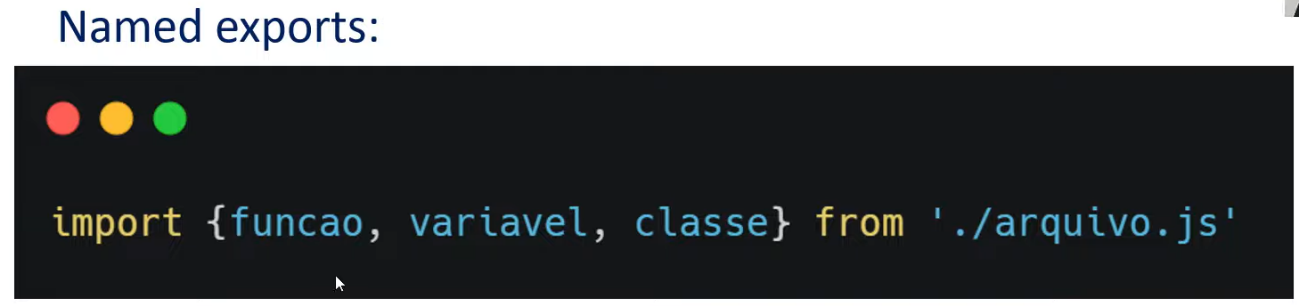 Named exports:
import {funcao, variavel, classe} from './arquivo.js'